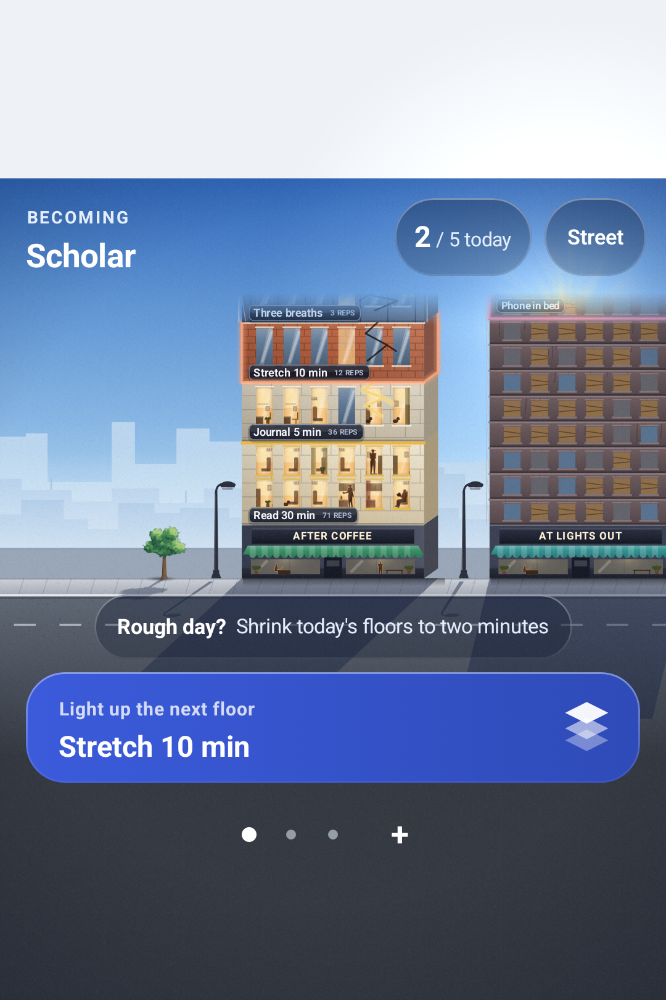 BECOMING
Scholar
2 / 5 today
Street
Three breaths 3 REPS
Phone in bed
Stretch 10 min 12 REPS
Journal 5 min 36 REPS
Read 30 min 71 REPS
AFTER COFFEE
AT LIGHTS OUT
Rough day? Shrink today's floors to two minutes
Light up the next floor
Stretch 10 min
+